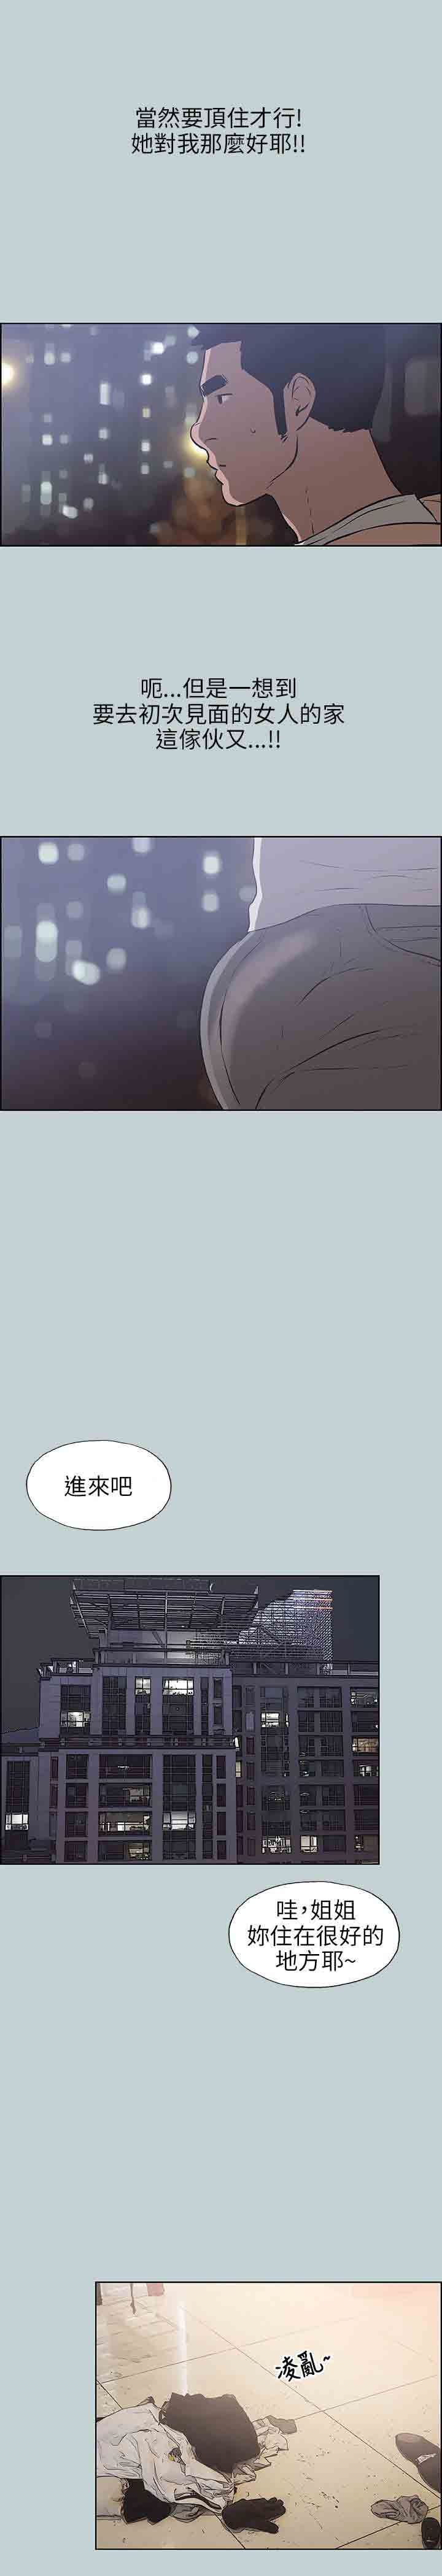 當然要頂住才行!
她對我那麼好耶!!
呃...但是一想到
要去初次見面的女人的家
這傢伙又...!!
進來吧
哇，姐姐
妳住在很好的
地方耶~
凌亂~